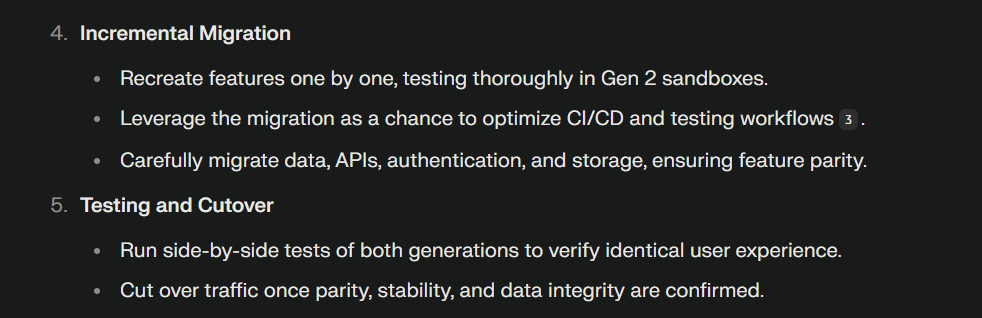 4. Incremental Migration
• Recreate features one by one, testing thoroughly in Gen 2 sandboxes.
• Leverage the migration as a chance to optimize CI/CD and testing workflows 3 .
• Carefully migrate data, APIs, authentication, and storage, ensuring feature parity.
5. Testing and Cutover
• Run side-by-side tests of both generations to verify identical user experience.
• Cut over traffic once parity, stability, and data integrity are confirmed.